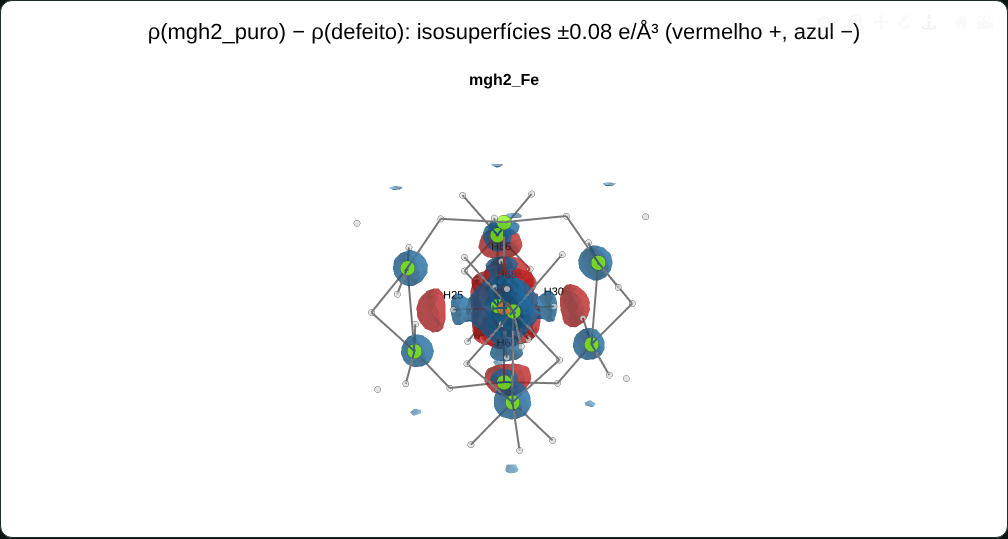 ρ(mgh2_puro) − ρ(defeito): isosuperfícies ±0.08 e/Å³ (vermelho +, azul −)
mgh2_Fe
H25
H30